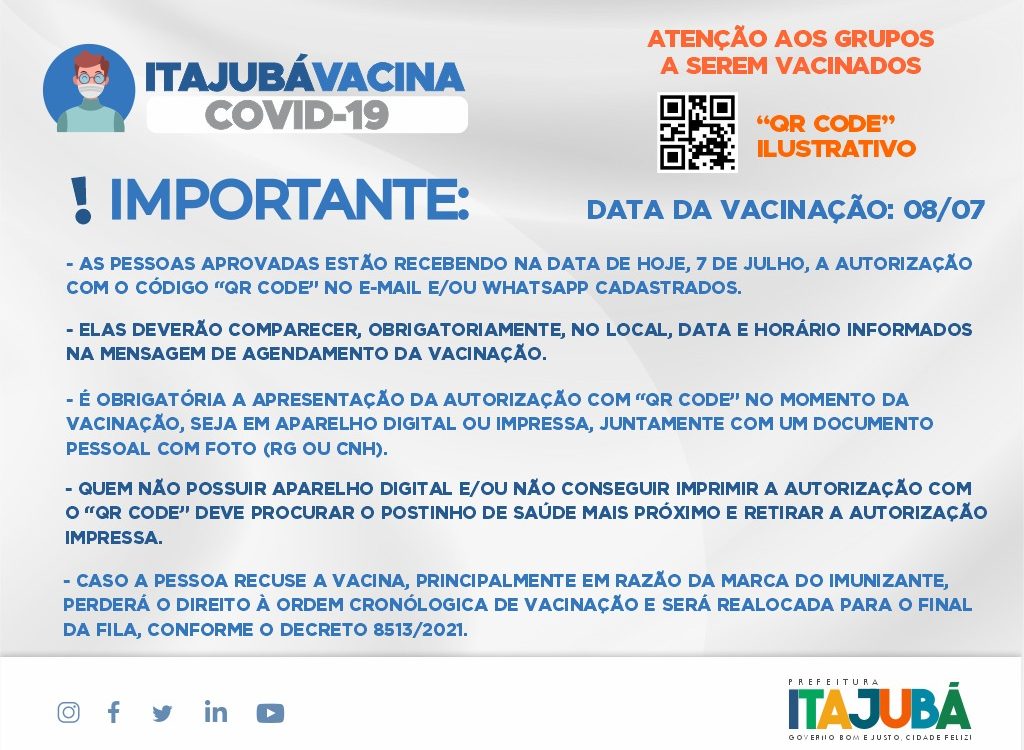 ITAJUBÁVACINA
COVID-19
ATENÇÃO AOS GRUPOS
A SEREM VACINADOS
“QR CODE”
ILUSTRATIVO
! IMPORTANTE:
DATA DA VACINAÇÃO: 08/07
- AS PESSOAS APROVADAS ESTÃO RECEBENDO NA DATA DE HOJE, 7 DE JULHO, A AUTORIZAÇÃO
COM O CÓDIGO “QR CODE” NO E-MAIL E/OU WHATSAPP CADASTRADOS.
- ELAS DEVERÃO COMPARECER, OBRIGATORIAMENTE, NO LOCAL, DATA E HORÁRIO INFORMADOS
NA MENSAGEM DE AGENDAMENTO DA VACINAÇÃO.
- É OBRIGATÓRIA A APRESENTAÇÃO DA AUTORIZAÇÃO COM “QR CODE” NO MOMENTO DA
VACINAÇÃO, SEJA EM APARELHO DIGITAL OU IMPRESSA, JUNTAMENTE COM UM DOCUMENTO
PESSOAL COM FOTO (RG OU CNH).
- QUEM NÃO POSSUIR APARELHO DIGITAL E/OU NÃO CONSEGUIR IMPRIMIR A AUTORIZAÇÃO COM
O “QR CODE” DEVE PROCURAR O POSTINHO DE SAÚDE MAIS PRÓXIMO E RETIRAR A AUTORIZAÇÃO
IMPRESSA.
- CASO A PESSOA RECUSE A VACINA, PRINCIPALMENTE EM RAZÃO DA MARCA DO IMUNIZANTE,
PERDERÁ O DIREITO À ORDEM CRONÓLOGICA DE VACINAÇÃO E SERÁ REALOCADA PARA O FINAL
DA FILA, CONFORME O DECRETO 8513/2021.
PREFEITURA
ITAJUBÁ
GOVERNO BOM E JUSTO, CIDADE FELIZ!